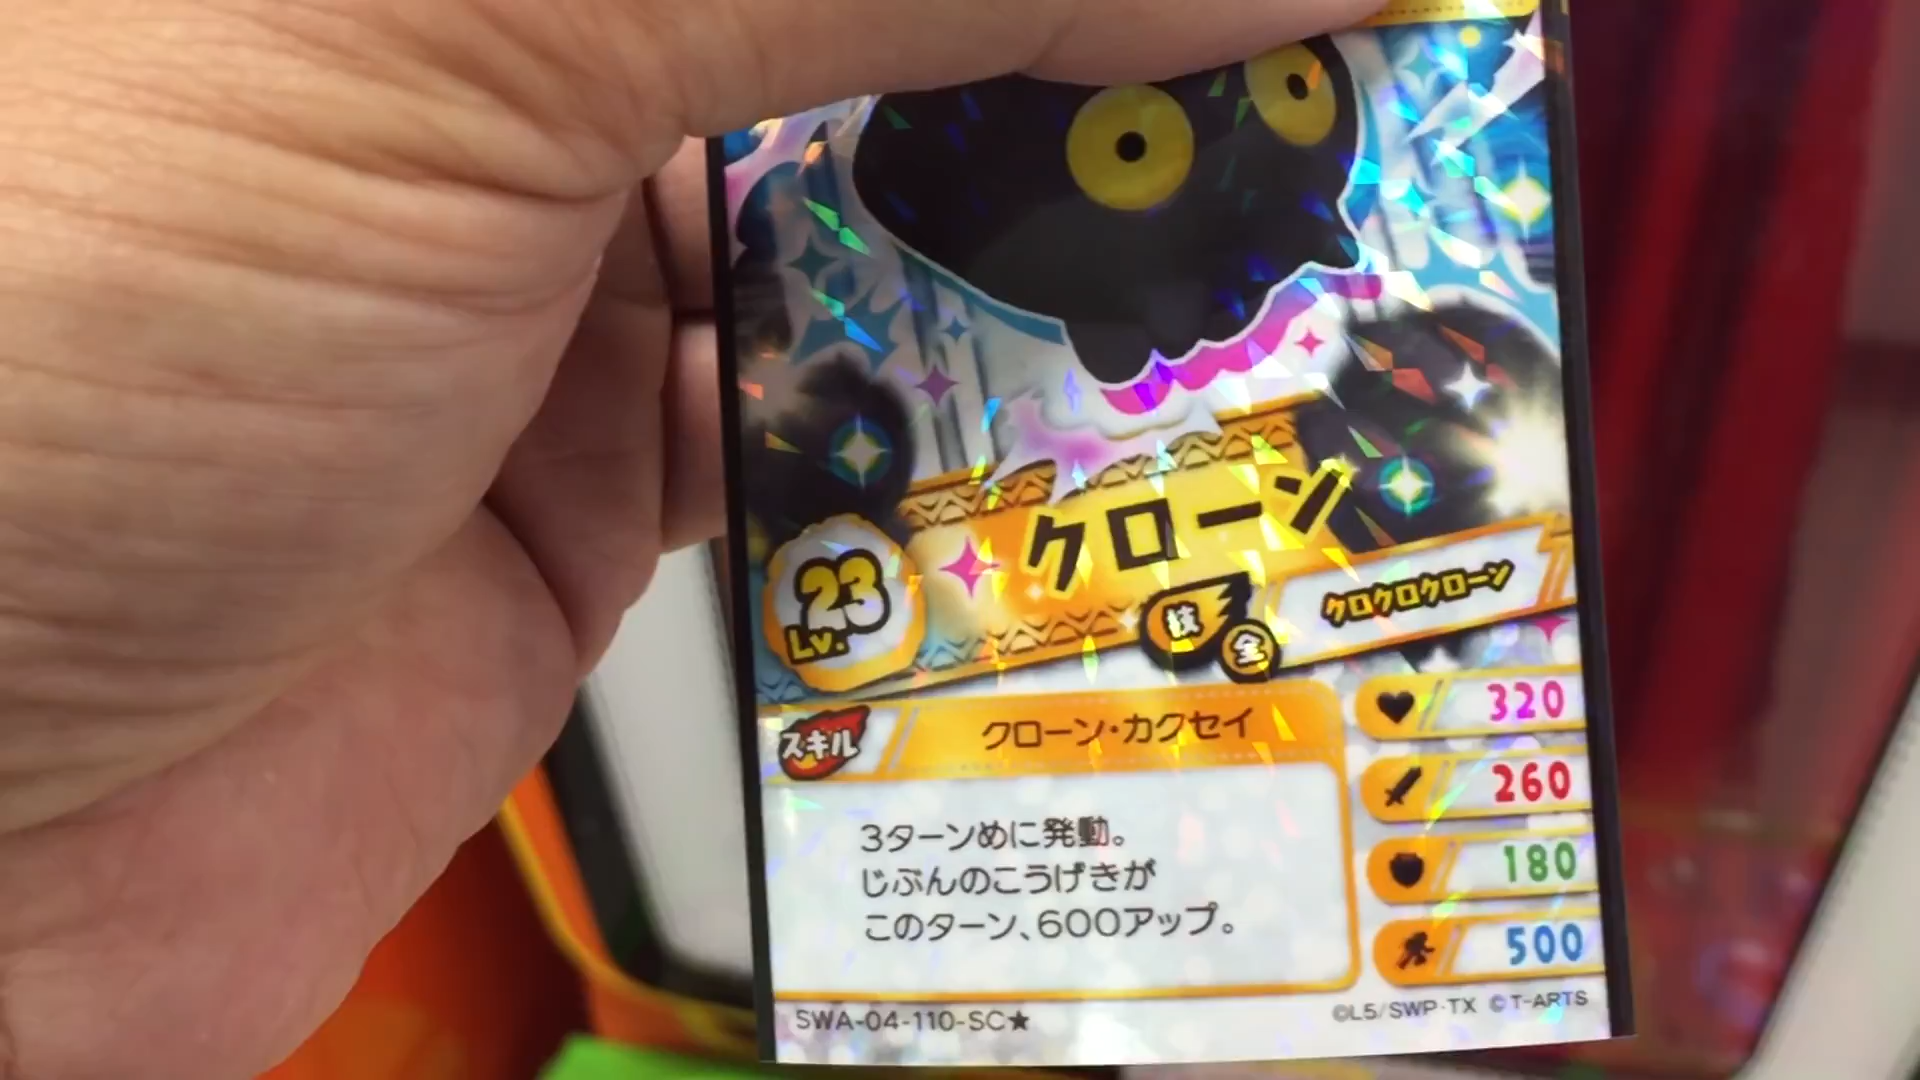 クローン
23
Lv.
技
全
クロクロクローン
スキル
クローン・カクセイ
320
260
180
500
3ターンめに発動。
じぶんのこうげきが
このターン、600アップ。
SWA-04-110-SC★
©L5/SWP・TX ©T-ARTS